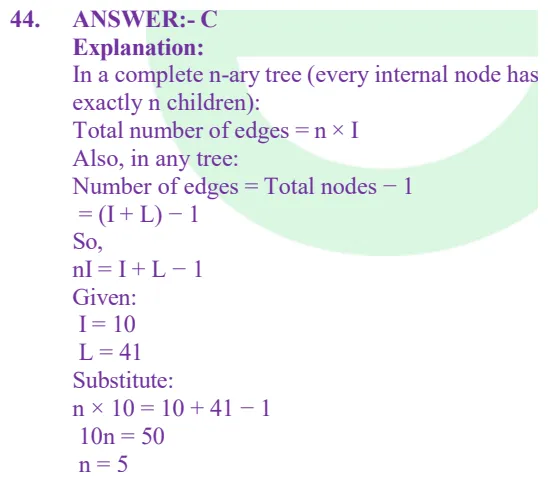 44. ANSWER:- C
Explanation:
In a complete n-ary tree (every internal node has
exactly n children):
Total number of edges = n × I
Also, in any tree:
Number of edges = Total nodes − 1
= (I + L) − 1
So,
nI = I + L − 1
Given:
I = 10
L = 41
Substitute:
n × 10 = 10 + 41 − 1
10n = 50
n = 5